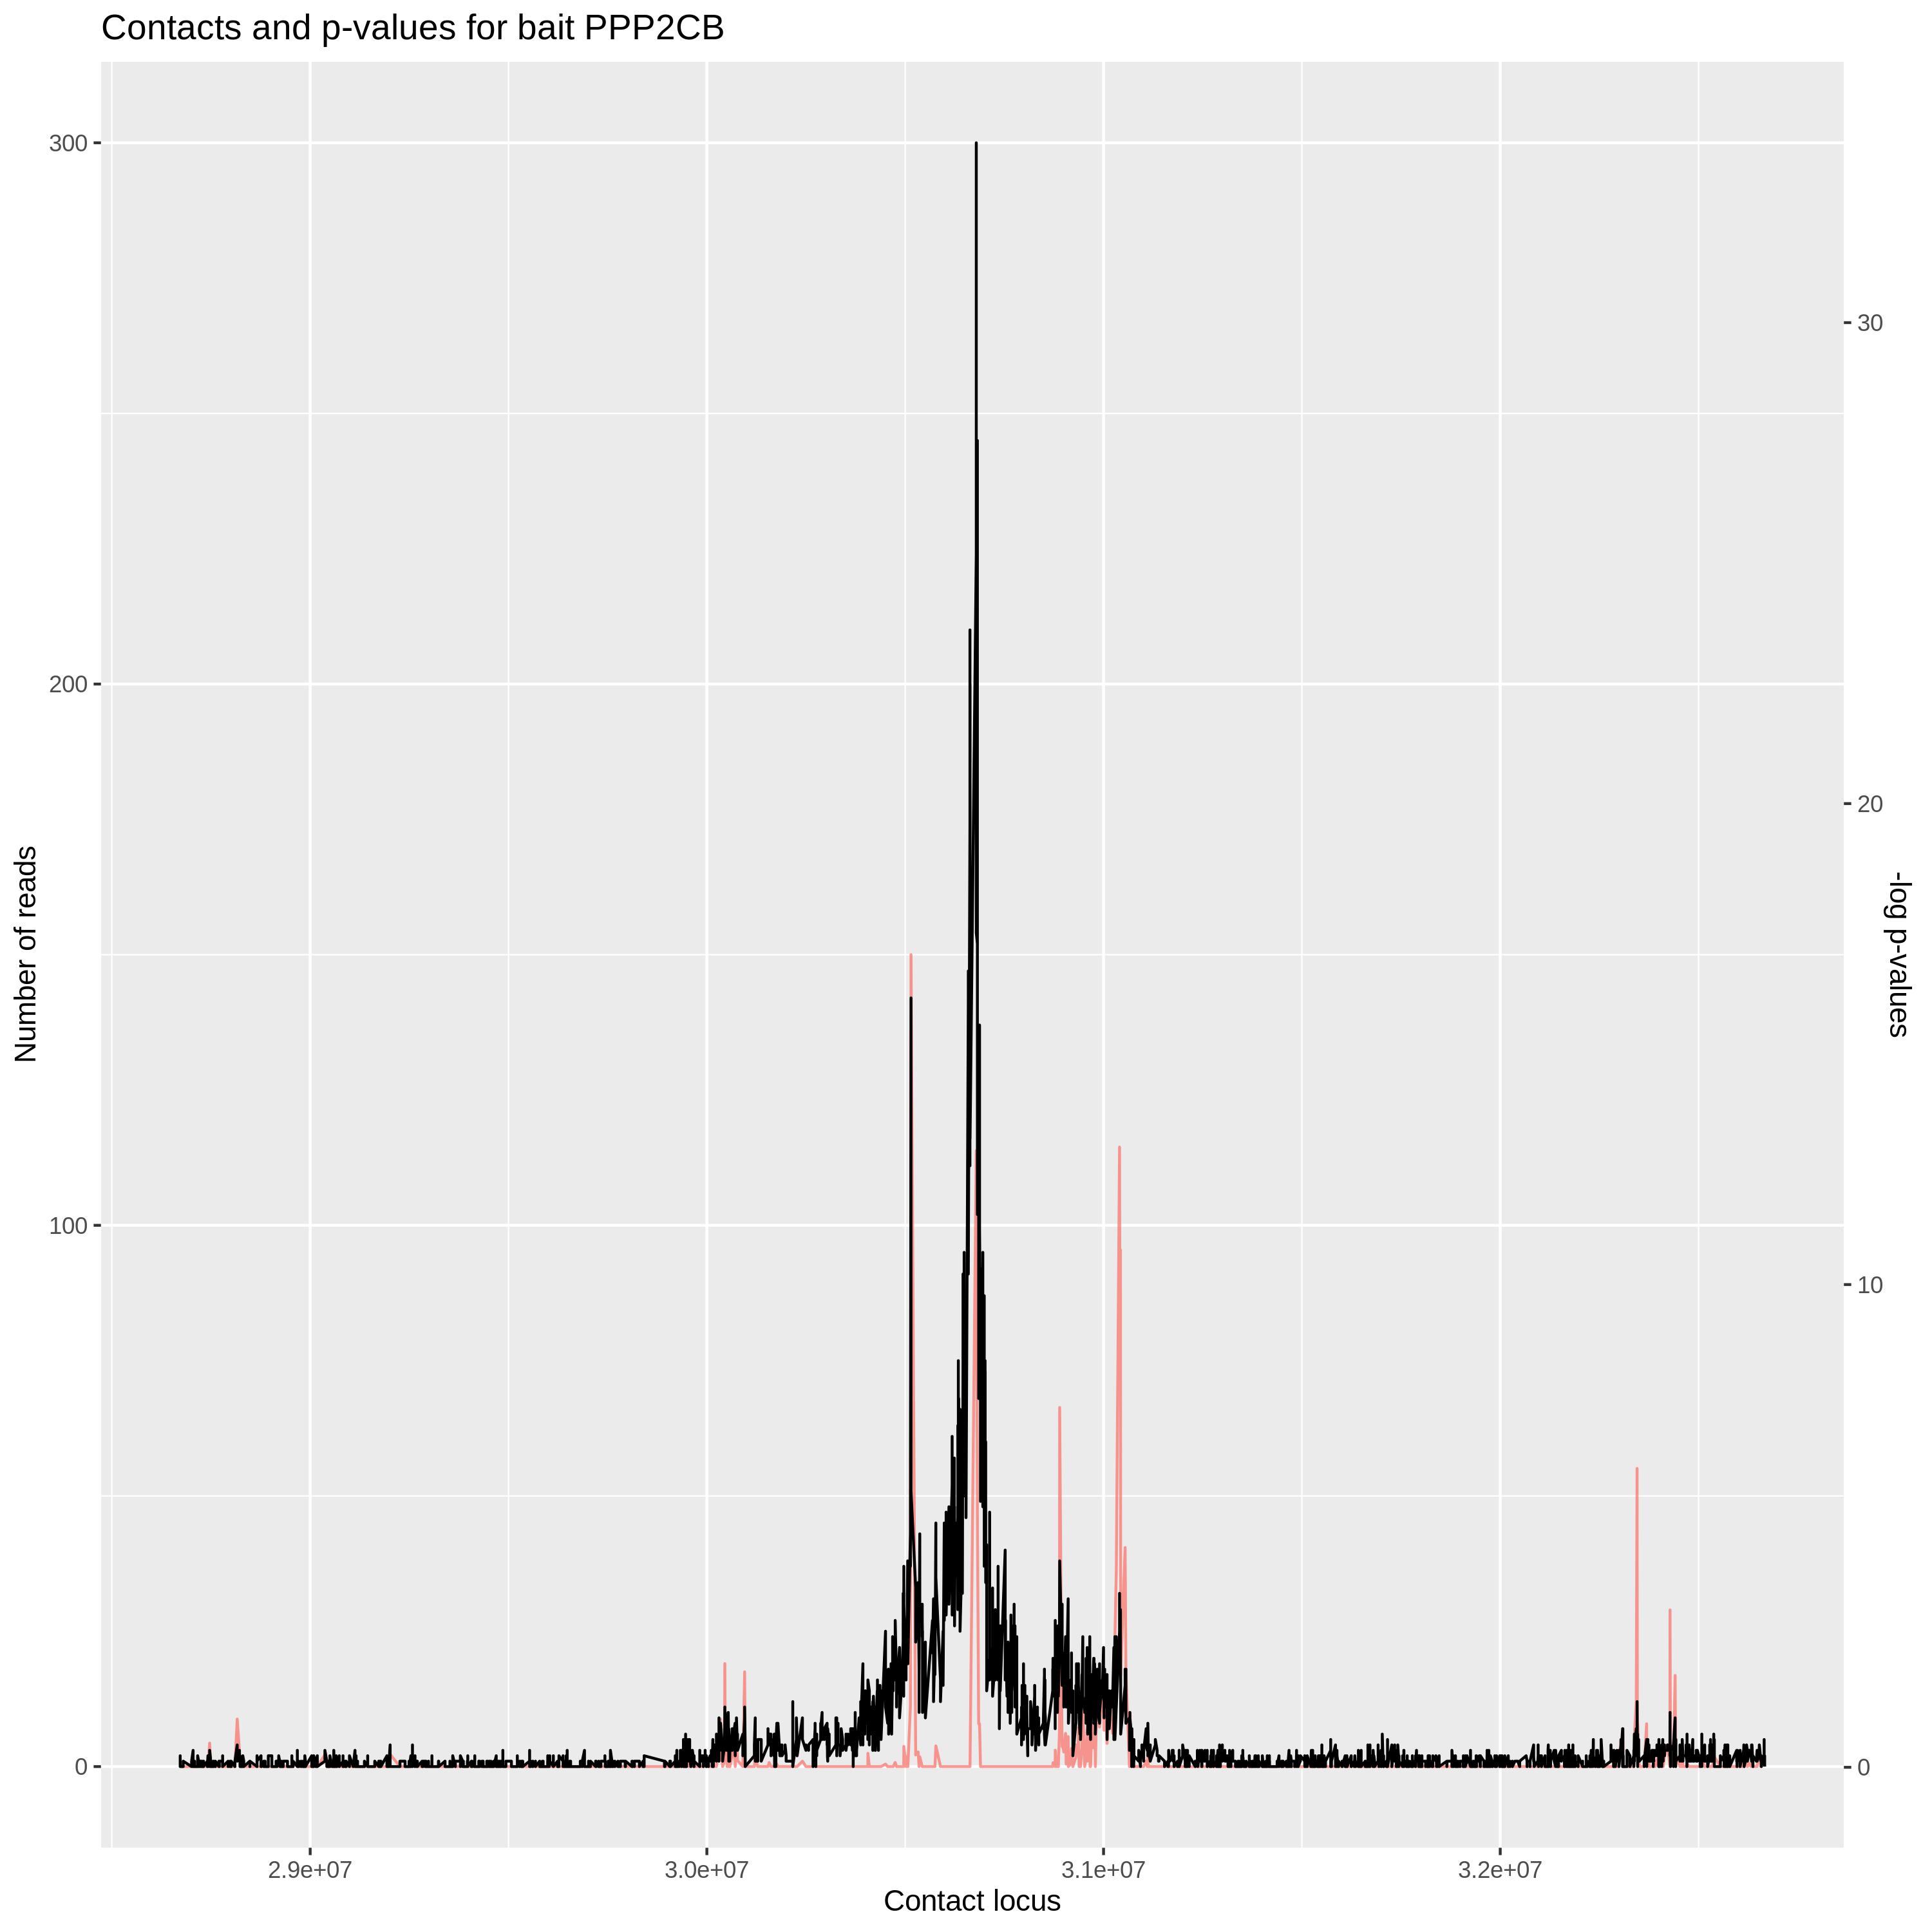 Contacts and p-values for bait PPP2CB
Number of reads
300
200
100
0
30
20
10
0
-log p-values
2.9e+07 3.0e+07 3.1e+07 3.2e+07
Contact locus